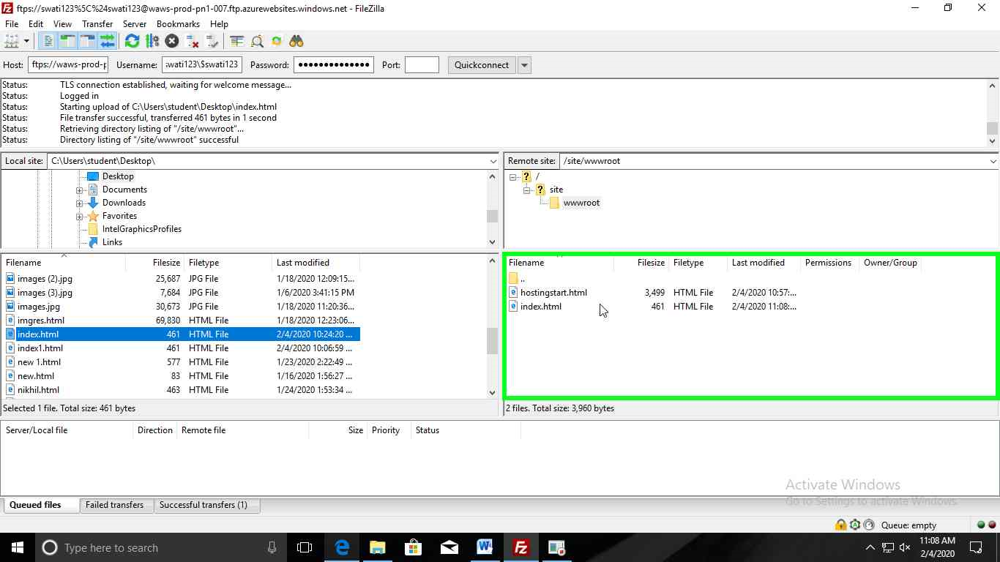 ftps://swati123%5C%24swati123@waws-prod-pn1-007.ftp.azurewebsites.windows.net - FileZilla
File Edit View Transfer Server Bookmarks Help
Host: ftps://waws-prod-p Username: wati123\$swati123 Password: ●●●●●●●●●●●●●● Port: Quickconnect
Status: TLS connection established, waiting for welcome message...
Status: Logged in
Status: Starting upload of C:\Users\student\Desktop\index.html
Status: File transfer successful, transferred 461 bytes in 1 second
Status: Retrieving directory listing of "/site/wwwroot"...
Status: Directory listing of "/site/wwwroot" successful
Local site: C:\Users\student\Desktop\
Desktop
Documents
Downloads
Favorites
IntelGraphicsProfiles
Links
Remote site: /site/wwwroot
/
site
wwwroot
Filename Filesize Filetype Last modified
images (2).jpg 25,687 JPG File 1/18/2020 12:09:15...
images (3).jpg 7,684 JPG File 1/6/2020 3:41:15 PM
images.jpg 30,673 JPG File 1/18/2020 11:20:36...
imgres.html 69,830 HTML File 1/18/2020 12:23:06...
index.html 461 HTML File 2/4/2020 10:24:20 ...
index1.html 461 HTML File 2/4/2020 10:06:59 ...
new 1.html 577 HTML File 1/23/2020 2:22:49 ...
new.html 83 HTML File 1/16/2020 1:56:27 ...
nikhil.html 463 HTML File 1/24/2020 1:53:34 ...
Selected 1 file. Total size: 461 bytes
Filename Filesize Filetype Last modified Permissions Owner/Group
..
hostingstart.html 3,499 HTML File 2/4/2020 10:57:...
index.html 461 HTML File 2/4/2020 11:08:...
2 files. Total size: 3,960 bytes
Server/Local file Direction Remote file Size Priority Status
Activate Windows
Go to Settings to activate Windows.
Queued files Failed transfers Successful transfers (1)
Queue: empty
Type here to search
11:08 AM
2/4/2020